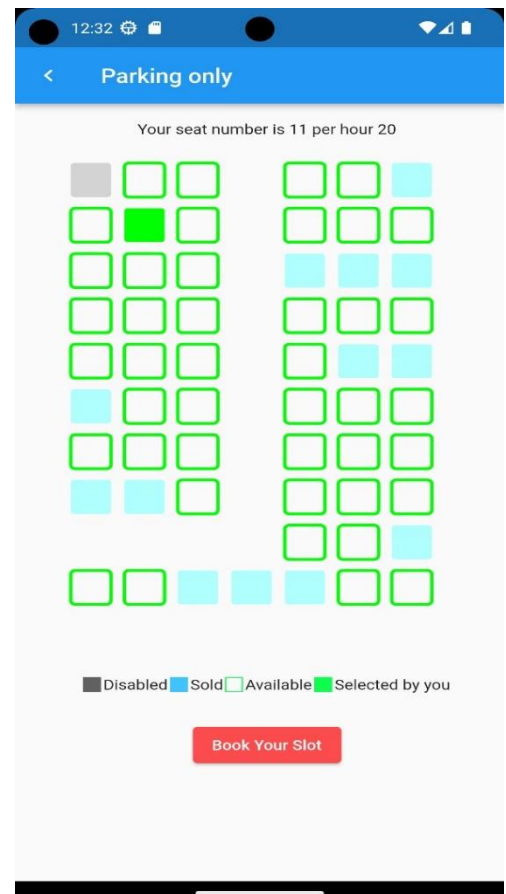 12:32
Parking only
Your seat number is 11 per hour 20
Disabled Sold Available Selected by you
Book Your Slot